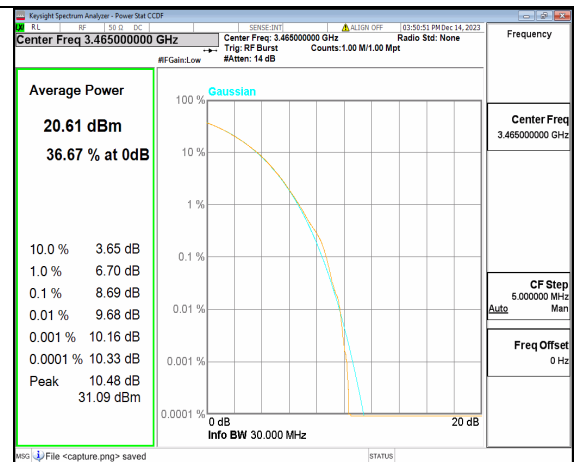 Keysight Spectrum Analyzer - Power Stat CCDF
RL RF 50 Ω DC SENSE:INT ALIGN OFF 03:50:51 PM Dec 14, 2023
Center Freq 3.465000000 GHz
Center Freq: 3.465000000 GHz Radio Std: None
Trig: RF Burst Counts:1.00 M/1.00 Mpt
#IFGain:Low #Atten: 14 dB
Frequency
Average Power
20.61 dBm
36.67 % at 0dB
10.0 % 3.65 dB
1.0 % 6.70 dB
0.1 % 8.69 dB
0.01 % 9.68 dB
0.001 % 10.16 dB
0.0001 % 10.33 dB
Peak 10.48 dB
31.09 dBm
Gaussian
100 %
10 %
1 %
0.1 %
0.01 %
0.001 %
0.0001 %
0 dB 20 dB
Info BW 30.000 MHz
Center Freq
3.465000000 GHz
CF Step
5.000000 MHz
Auto Man
Freq Offset
0 Hz
MSG File <capture.png> saved STATUS